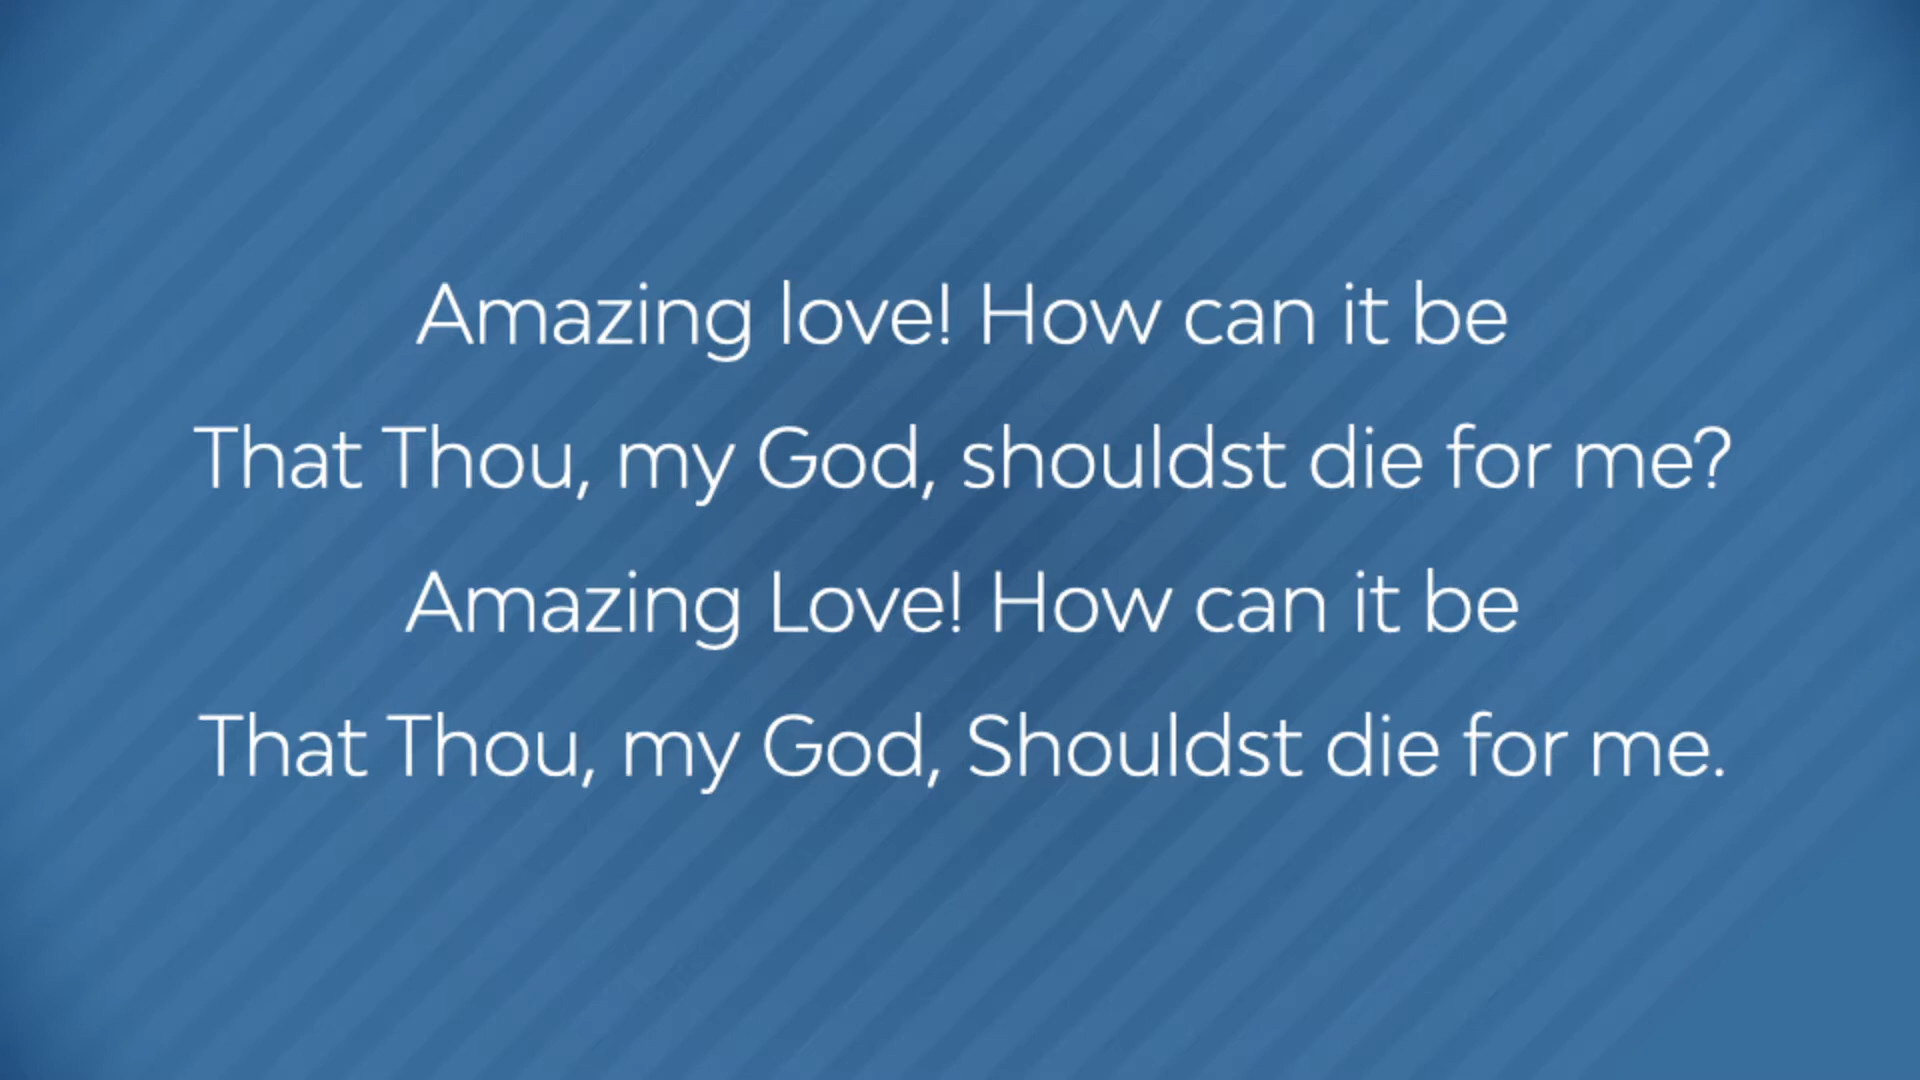 Amazing love! How can it be
That Thou, my God, shouldst die for me?
Amazing Love! How can it be
That Thou, my God, Shouldst die for me.